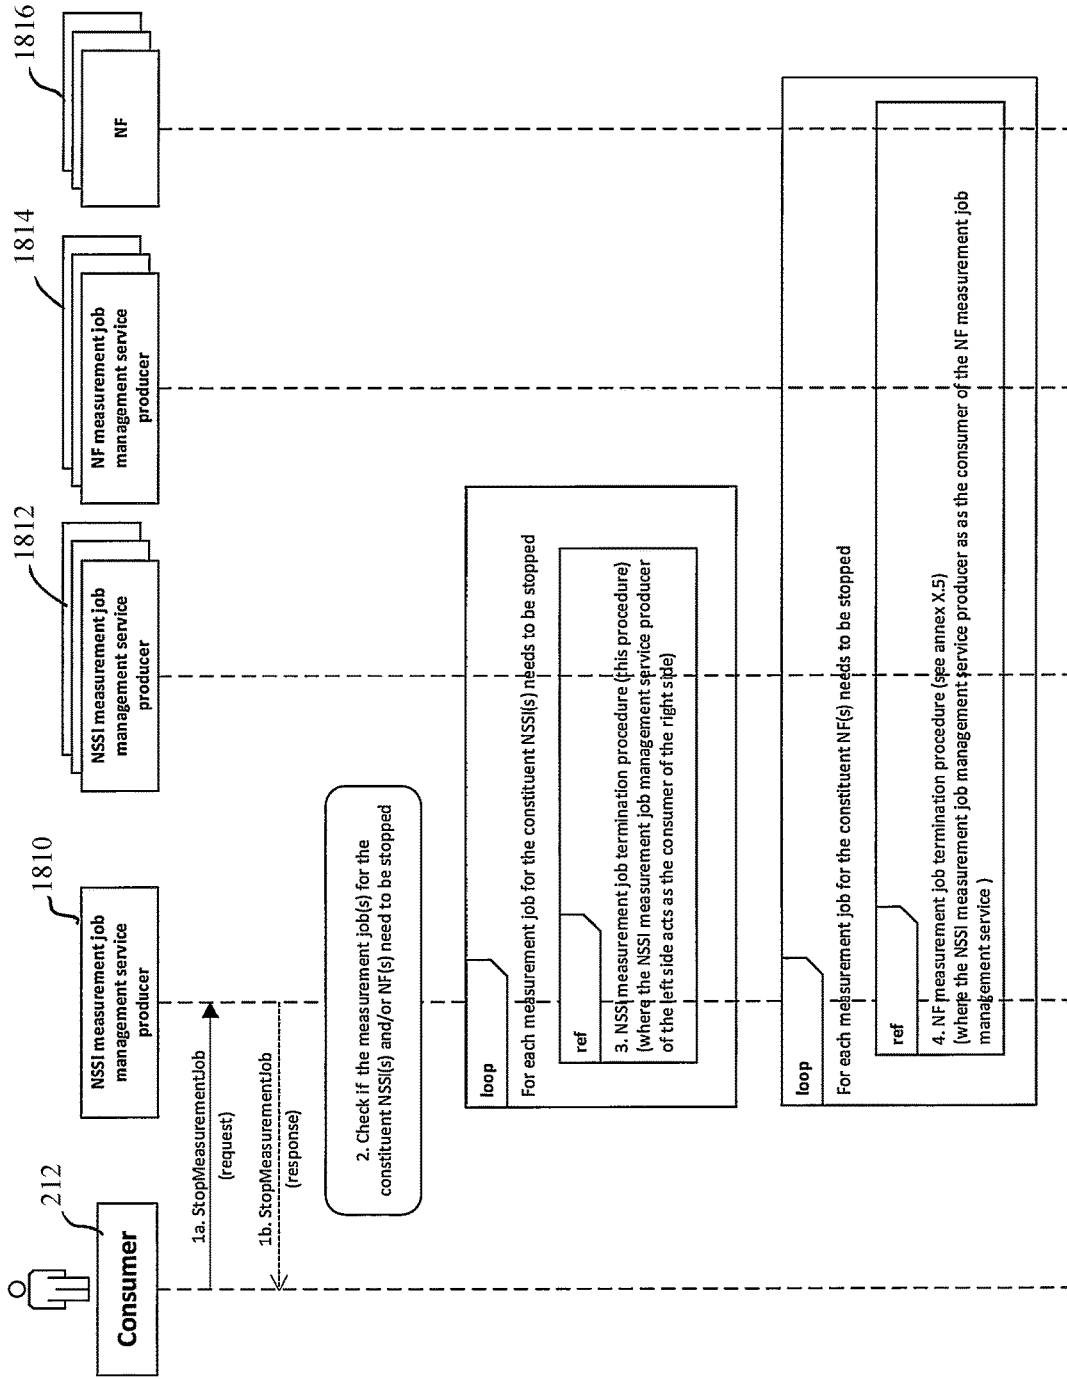 212
Consumer
1810
NSSI measurement job
management service
producer
1812
NSSI measurement job
management service
producer
1814
NF measurement job
management service
producer
1816
NF
1a. StopMeasurementJob
(request)
1b. StopMeasurementJob
(response)
2. Check if the measurement job(s) for the
constituent NSSI(s) and/or NF(s) need to be stopped
loop
For each measurement job for the constituent NSSI(s) needs to be stopped
ref
3. NSSI measurement job termination procedure (this procedure)
(where the NSSI measurement job management service producer
of the left side acts as the consumer of the right side)
loop
For each measurement job for the constituent NF(s) needs to be stopped
ref
4. NF measurement job termination procedure (see annex X.5)
(where the NSSI measurement job management service producer as as the consumer of the NF measurement job
management service )